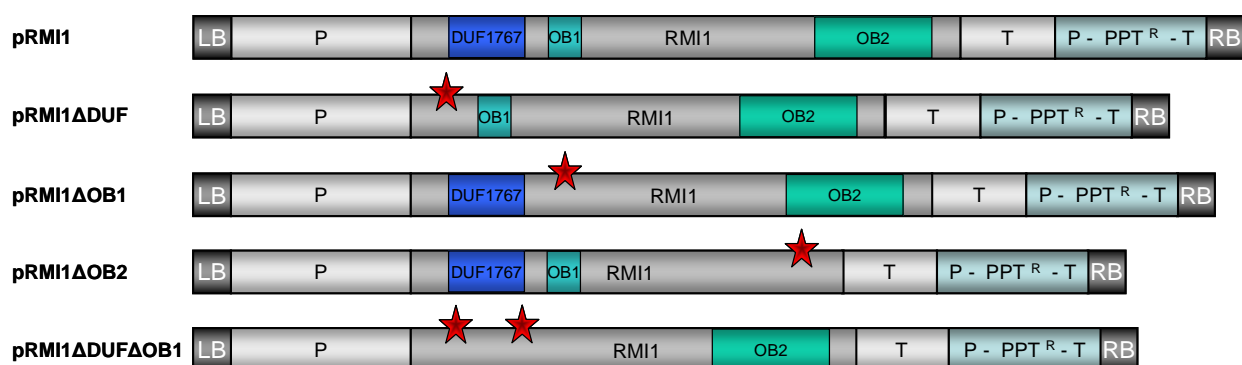 pRMI1 LB P DUF1767 OB1 RMI1 OB2 T P - PPT R - T RB
pRMI1ΔDUF LB P OB1 RMI1 OB2 T P - PPT R - T RB
pRMI1ΔOB1 LB P DUF1767 RMI1 OB2 T P - PPT R - T RB
pRMI1ΔOB2 LB P DUF1767 OB1 RMI1 T P - PPT R - T RB
pRMI1ΔDUFΔOB1 LB P RMI1 OB2 T P - PPT R - T RB